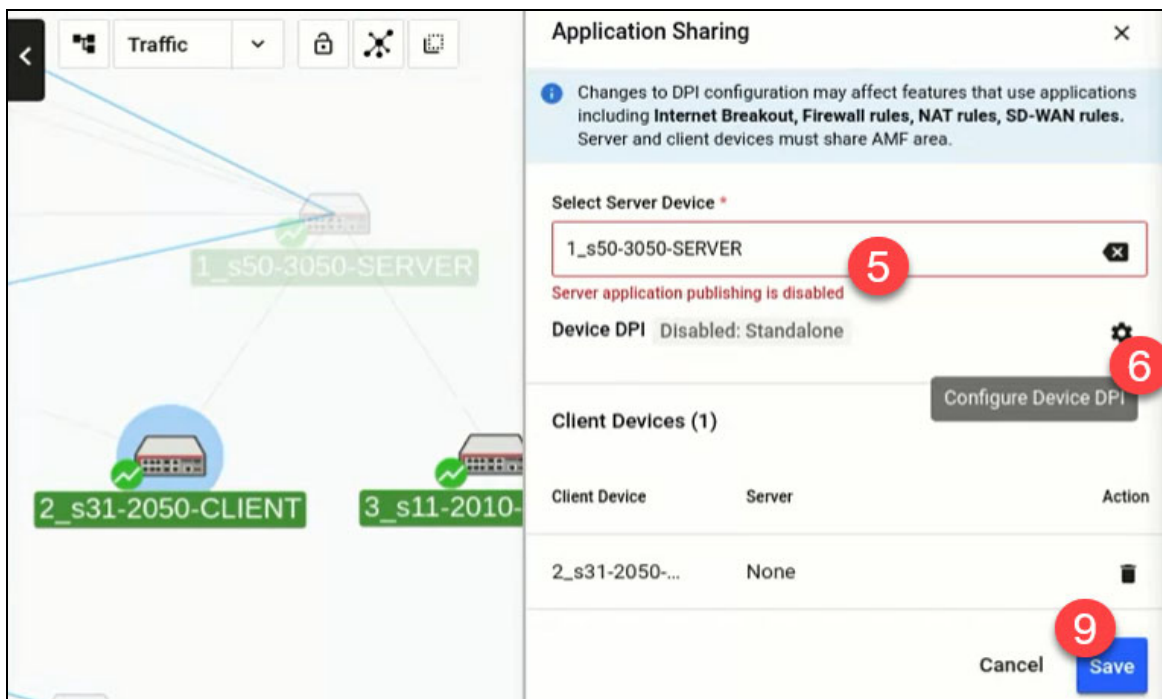 Traffic
1_s50-3050-SERVER
2_s31-2050-CLIENT
3_s11-2010-
Application Sharing
Changes to DPI configuration may affect features that use applications
including Internet Breakout, Firewall rules, NAT rules, SD-WAN rules.
Server and client devices must share AMF area.
Select Server Device *
1_s50-3050-SERVER
5
Server application publishing is disabled
Device DPI Disabled: Standalone
6
Configure Device DPI
Client Devices (1)
Client Device Server Action
2_s31-2050-... None
9
Cancel Save